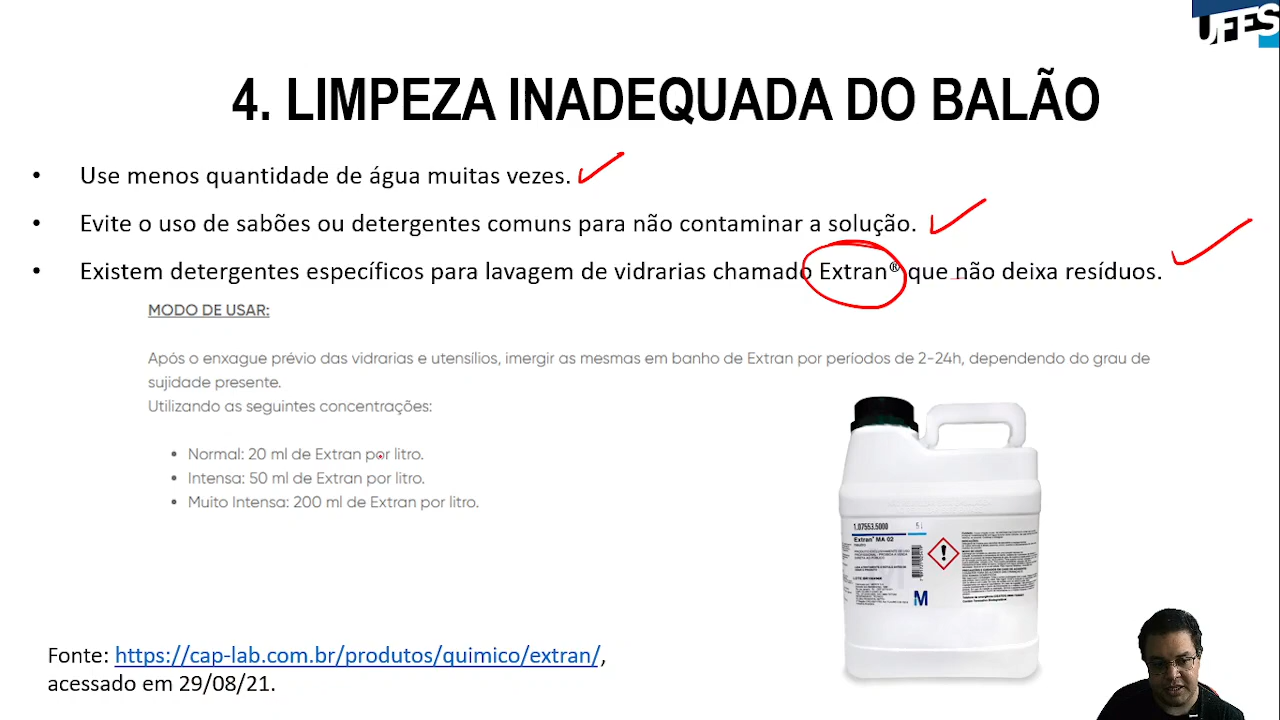 UFES
4. LIMPEZA INADEQUADA DO BALÃO
• Use menos quantidade de água muitas vezes.
• Evite o uso de sabões ou detergentes comuns para não contaminar a solução.
• Existem detergentes específicos para lavagem de vidrarias chamado Extran® que não deixa resíduos.
MODO DE USAR:
Após o enxague prévio das vidrarias e utensílios, imergir as mesmas em banho de Extran por períodos de 2-24h, dependendo do grau de
sujidade presente.
Utilizando as seguintes concentrações:
• Normal: 20 ml de Extran por litro.
• Intensa: 50 ml de Extran por litro.
• Muito Intensa: 200 ml de Extran por litro.
1.07553.5000 5 l
Extran® MA 02
M
Fonte: https://cap-lab.com.br/produtos/quimico/extran/,
acessado em 29/08/21.